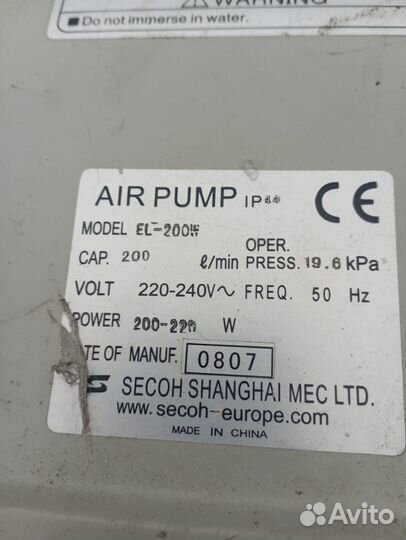 WARNING
■ Do not immerse in water.
AIR PUMP IP44 CE
MODEL EL-200W
CAP. 200 ℓ/min OPER. PRESS. 19.6 kPa
VOLT 220-240V~ FREQ. 50 Hz
POWER 200-220 W
TE OF MANUF. 0807
SECOH SHANGHAI MEC LTD.
www.secoh-europe.com
MADE IN CHINA
Avito